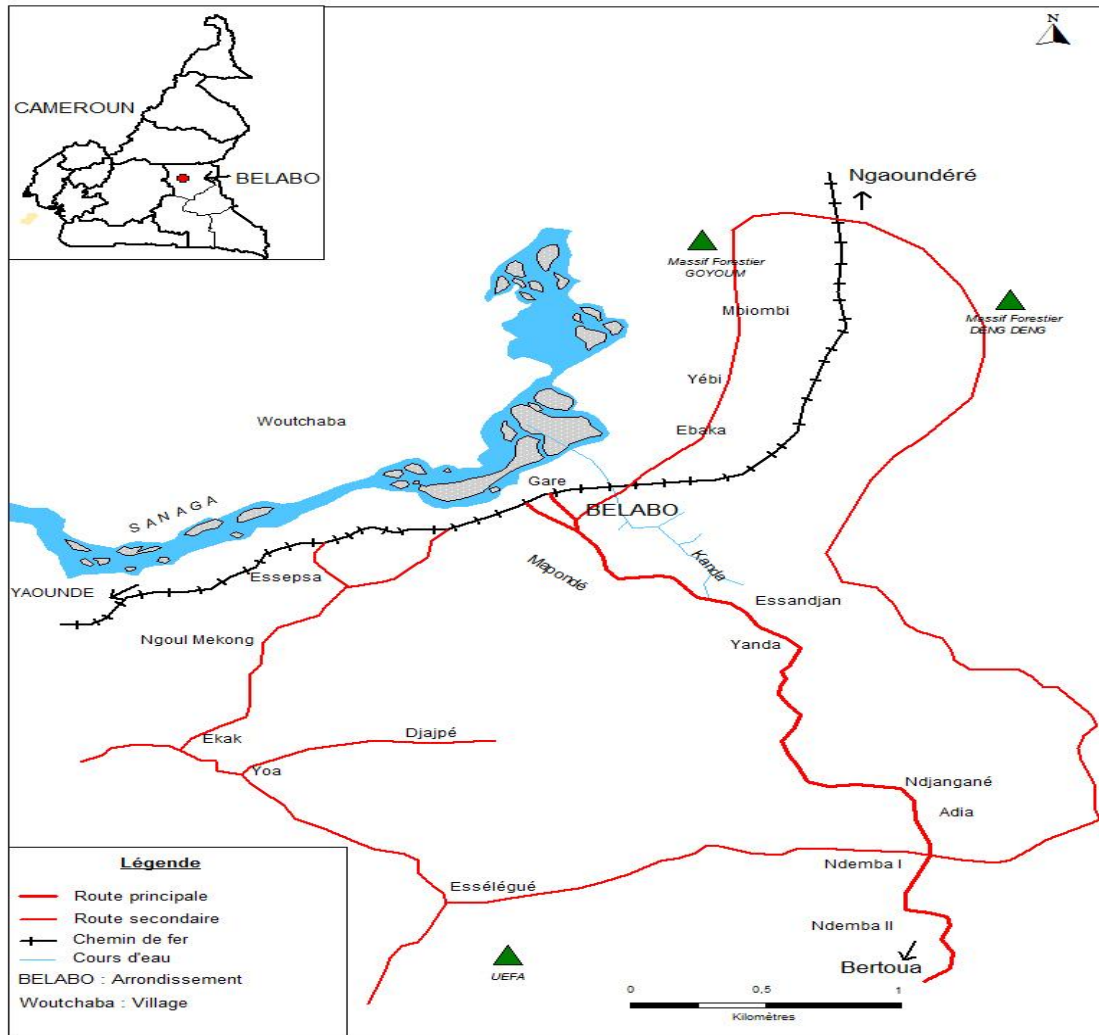 CAMEROUN
BELABO
N
Ngaoundéré
Massif Forestier
GOYOUM
Massif Forestier
DENG DENG
Mbiombi
Yébi
Ebaka
Woutchaba
Gare
SANAGA
BELABO
Mapondé
Kanda
Essepsa
YAOUNDE
Essandjan
Ngoul Mekong
Yanda
Ekak
Djajpé
Yoa
Ndjangané
Adia
Ndemba I
Essélégué
Ndemba II
Bertoua
UEFA
Légende
Route principale
Route secondaire
Chemin de fer
Cours d'eau
BELABO : Arrondissement
Woutchaba : Village
0 0,5 1
Kilomètres